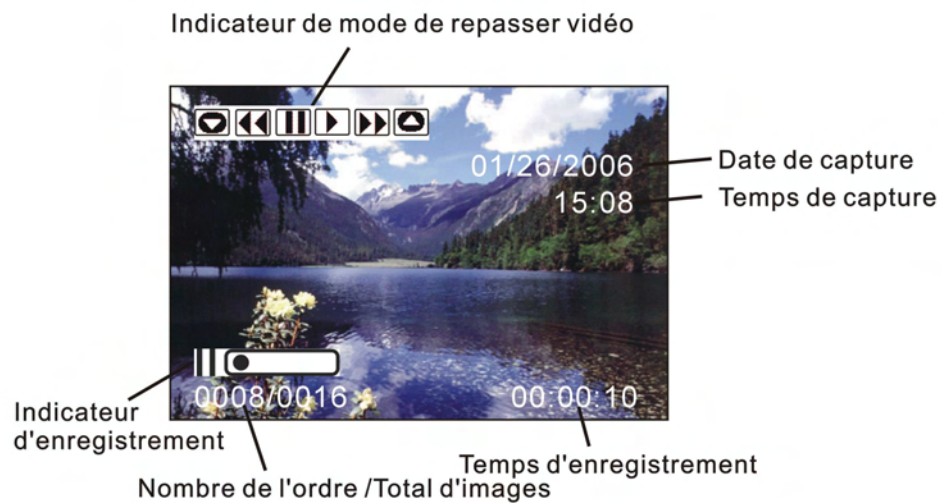 Indicateur de mode de repasser vidéo
01/26/2006
Date de capture
15:08
Temps de capture
0008/0016
00:00:10
Indicateur
d'enregistrement
Temps d'enregistrement
Nombre de l'ordre /Total d'images